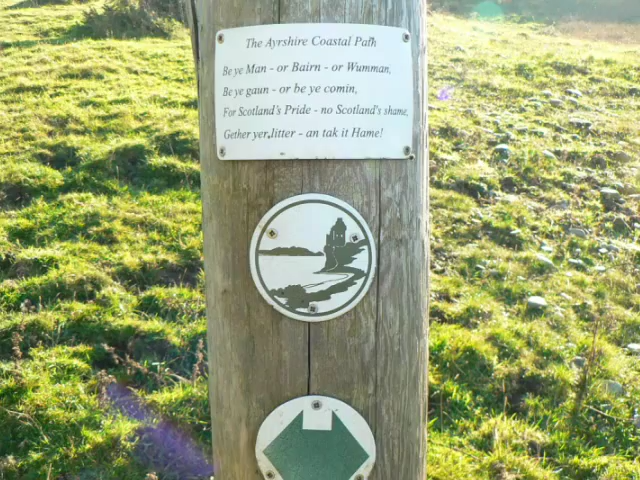 The Ayrshire Coastal Path
Be ye Man - or Bairn - or Wumman,
Be ye gaun - or be ye comin,
For Scotland's Pride - no Scotland's shame,
Gether yer litter - an tak it Hame!